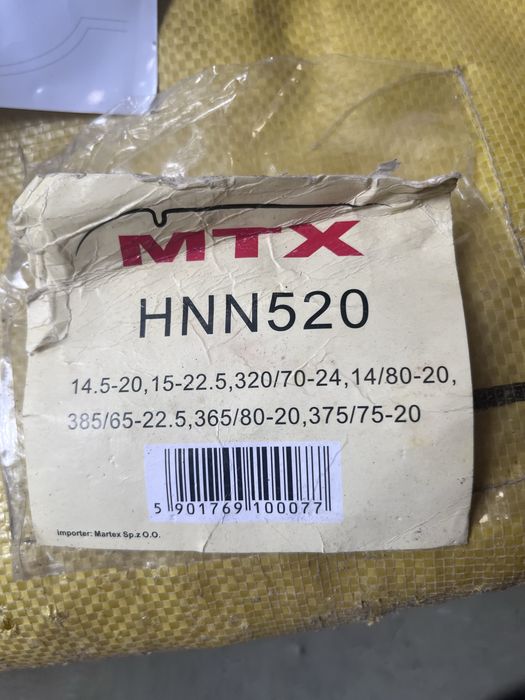 MTX
HNN520
14.5-20,15-22.5,320/70-24,14/80-20,
385/65-22.5,365/80-20,375/75-20
5 901769 100077
importer: Martex Sp.z O.O.